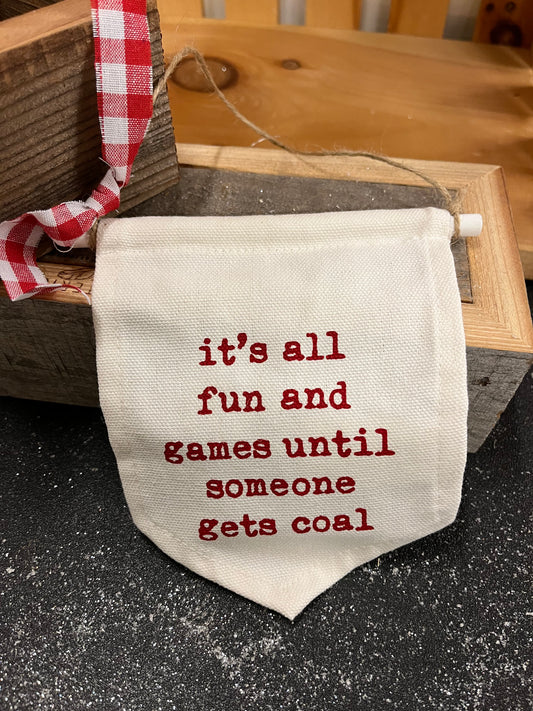 it's all
fun and
games until
someone
gets coal